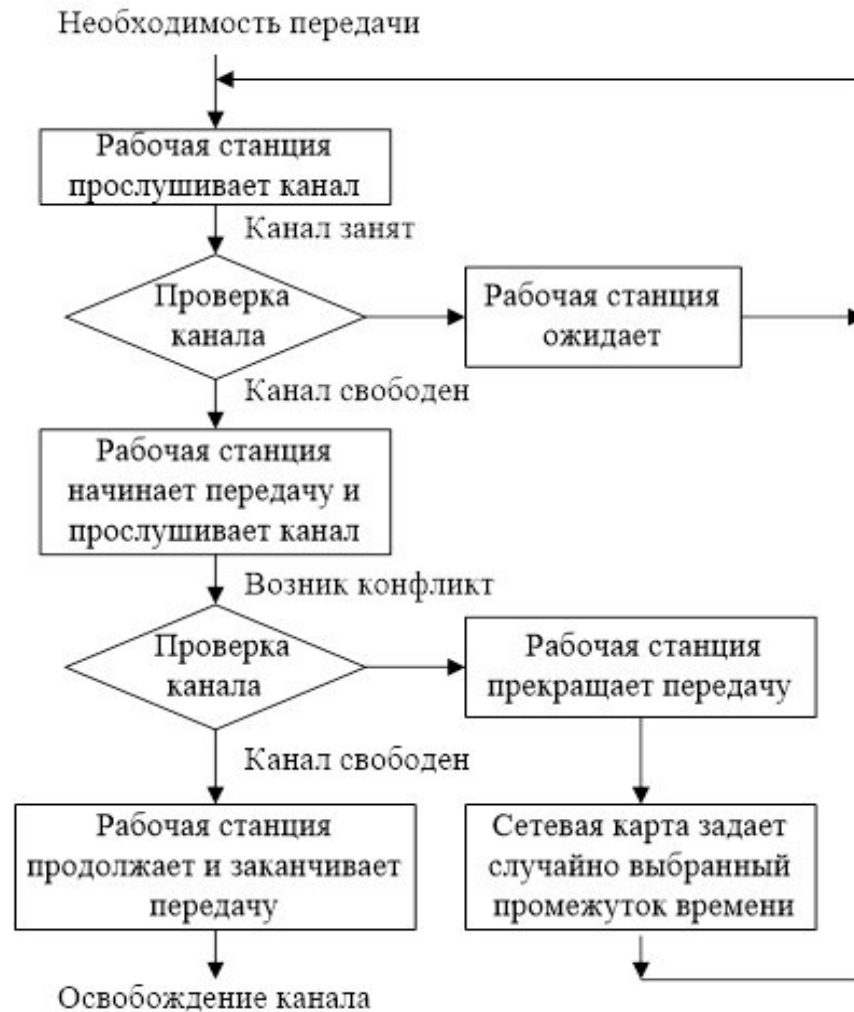 Необходимость передачи
Рабочая станция
прослушивает канал
Канал занят
Проверка
канала
Рабочая станция
ожидает
Канал свободен
Рабочая станция
начинает передачу и
прослушивает канал
Возник конфликт
Проверка
канала
Рабочая станция
прекращает передачу
Канал свободен
Рабочая станция
продолжает и заканчивает
передачу
Сетевая карта задает
случайно выбранный
промежуток времени
Освобождение канала